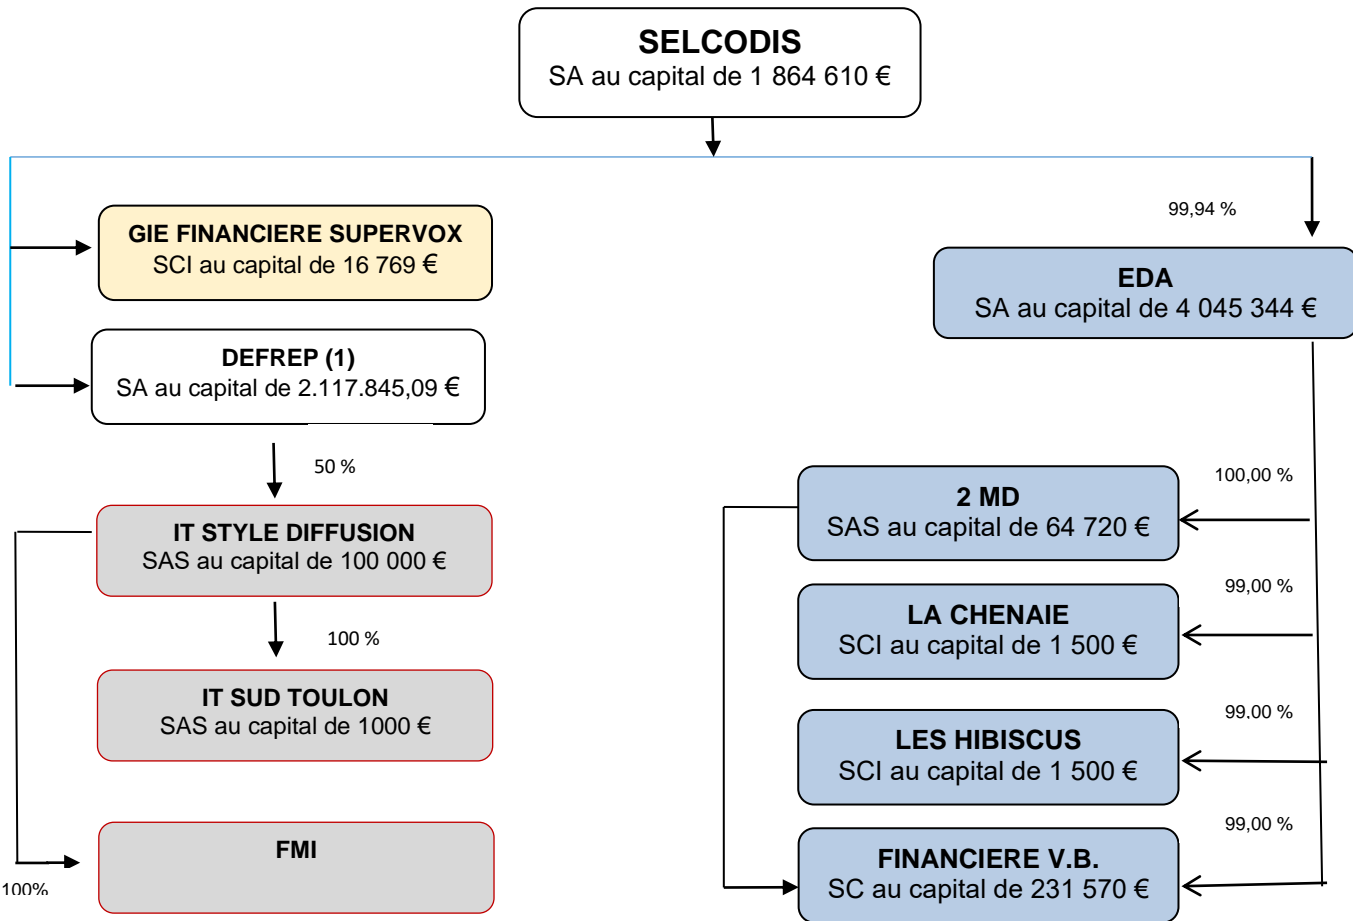 SELCODIS
SA au capital de 1 864 610 €
99,94 %
GIE FINANCIERE SUPERVOX
SCI au capital de 16 769 €
EDA
SA au capital de 4 045 344 €
DEFREP (1)
SA au capital de 2.117.845,09 €
50 %
IT STYLE DIFFUSION
SAS au capital de 100 000 €
100 %
IT SUD TOULON
SAS au capital de 1000 €
FMI
100%
100,00 %
2 MD
SAS au capital de 64 720 €
99,00 %
LA CHENAIE
SCI au capital de 1 500 €
99,00 %
LES HIBISCUS
SCI au capital de 1 500 €
99,00 %
FINANCIERE V.B.
SC au capital de 231 570 €